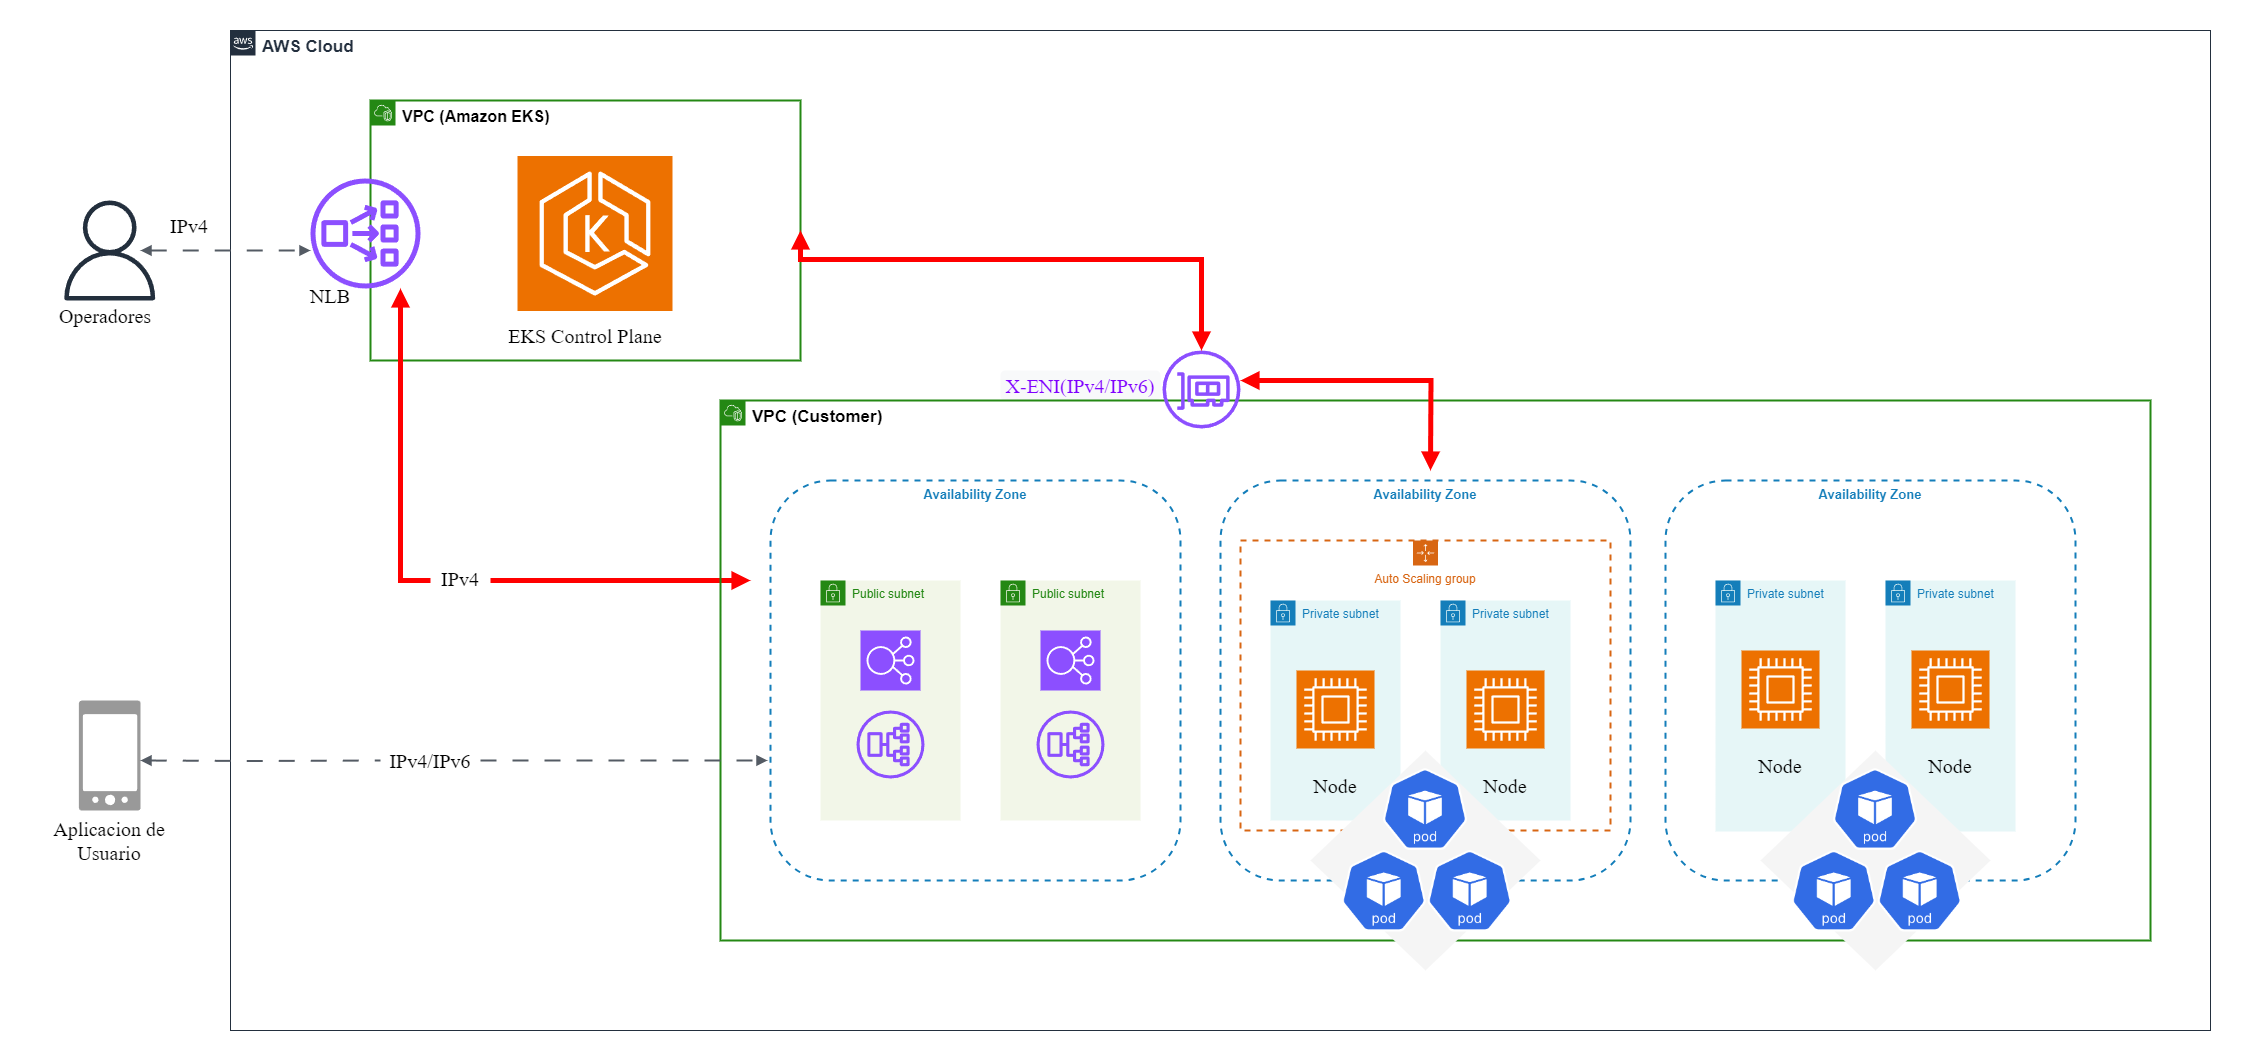 aws
AWS Cloud
VPC (Amazon EKS)
IPv4
Operadores
NLB
EKS Control Plane
X-ENI(IPv4/IPv6)
VPC (Customer)
Availability Zone
Availability Zone
Availability Zone
IPv4
Auto Scaling group
Public subnet
Public subnet
Private subnet
Private subnet
Private subnet
Private subnet
IPv4/IPv6
Node
Node
Node
Node
Aplicacion de
Usuario
pod
pod
pod
pod
pod
pod